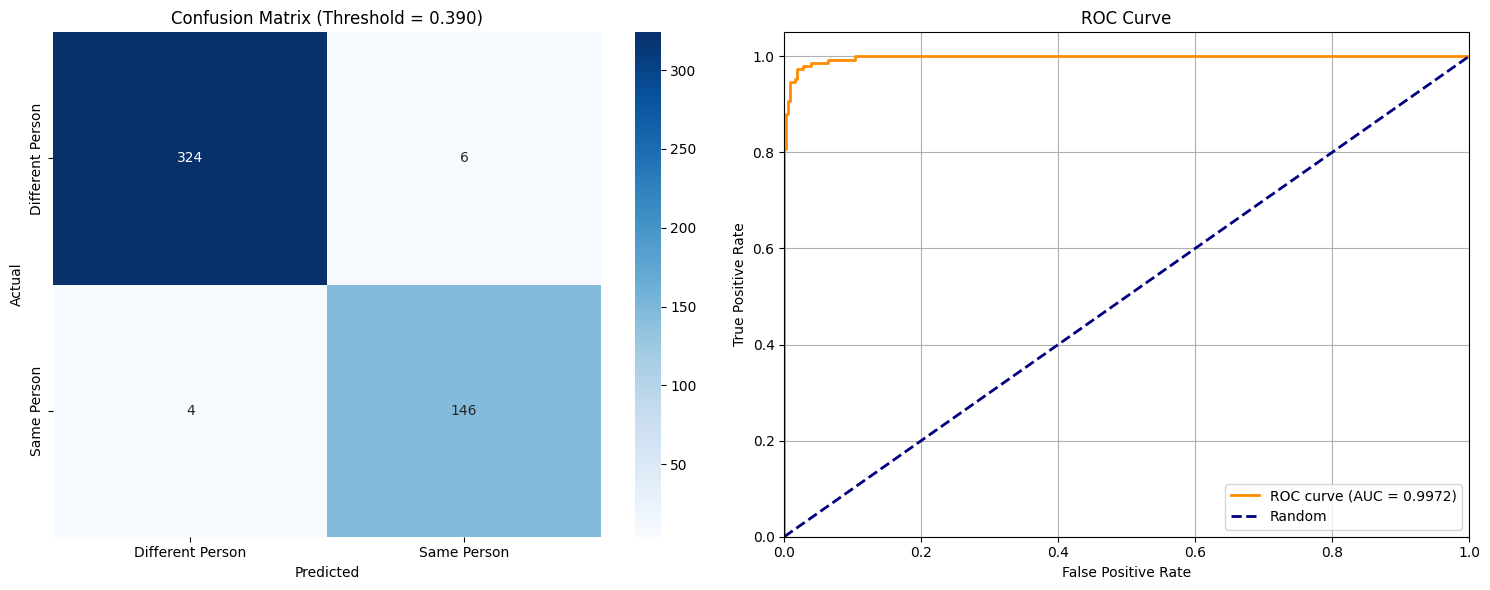 Confusion Matrix (Threshold = 0.390)
Different Person
Same Person
Actual
324
6
4
146
Different Person
Same Person
Predicted
300
250
200
150
100
50
ROC Curve
True Positive Rate
1.0
0.8
0.6
0.4
0.2
0.0
0.0
0.2
0.4
0.6
0.8
1.0
False Positive Rate
ROC curve (AUC = 0.9972)
Random